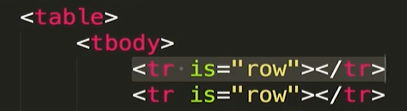 <table>
<tbody>
<tr is="row"></tr>
<tr is="row"></tr>